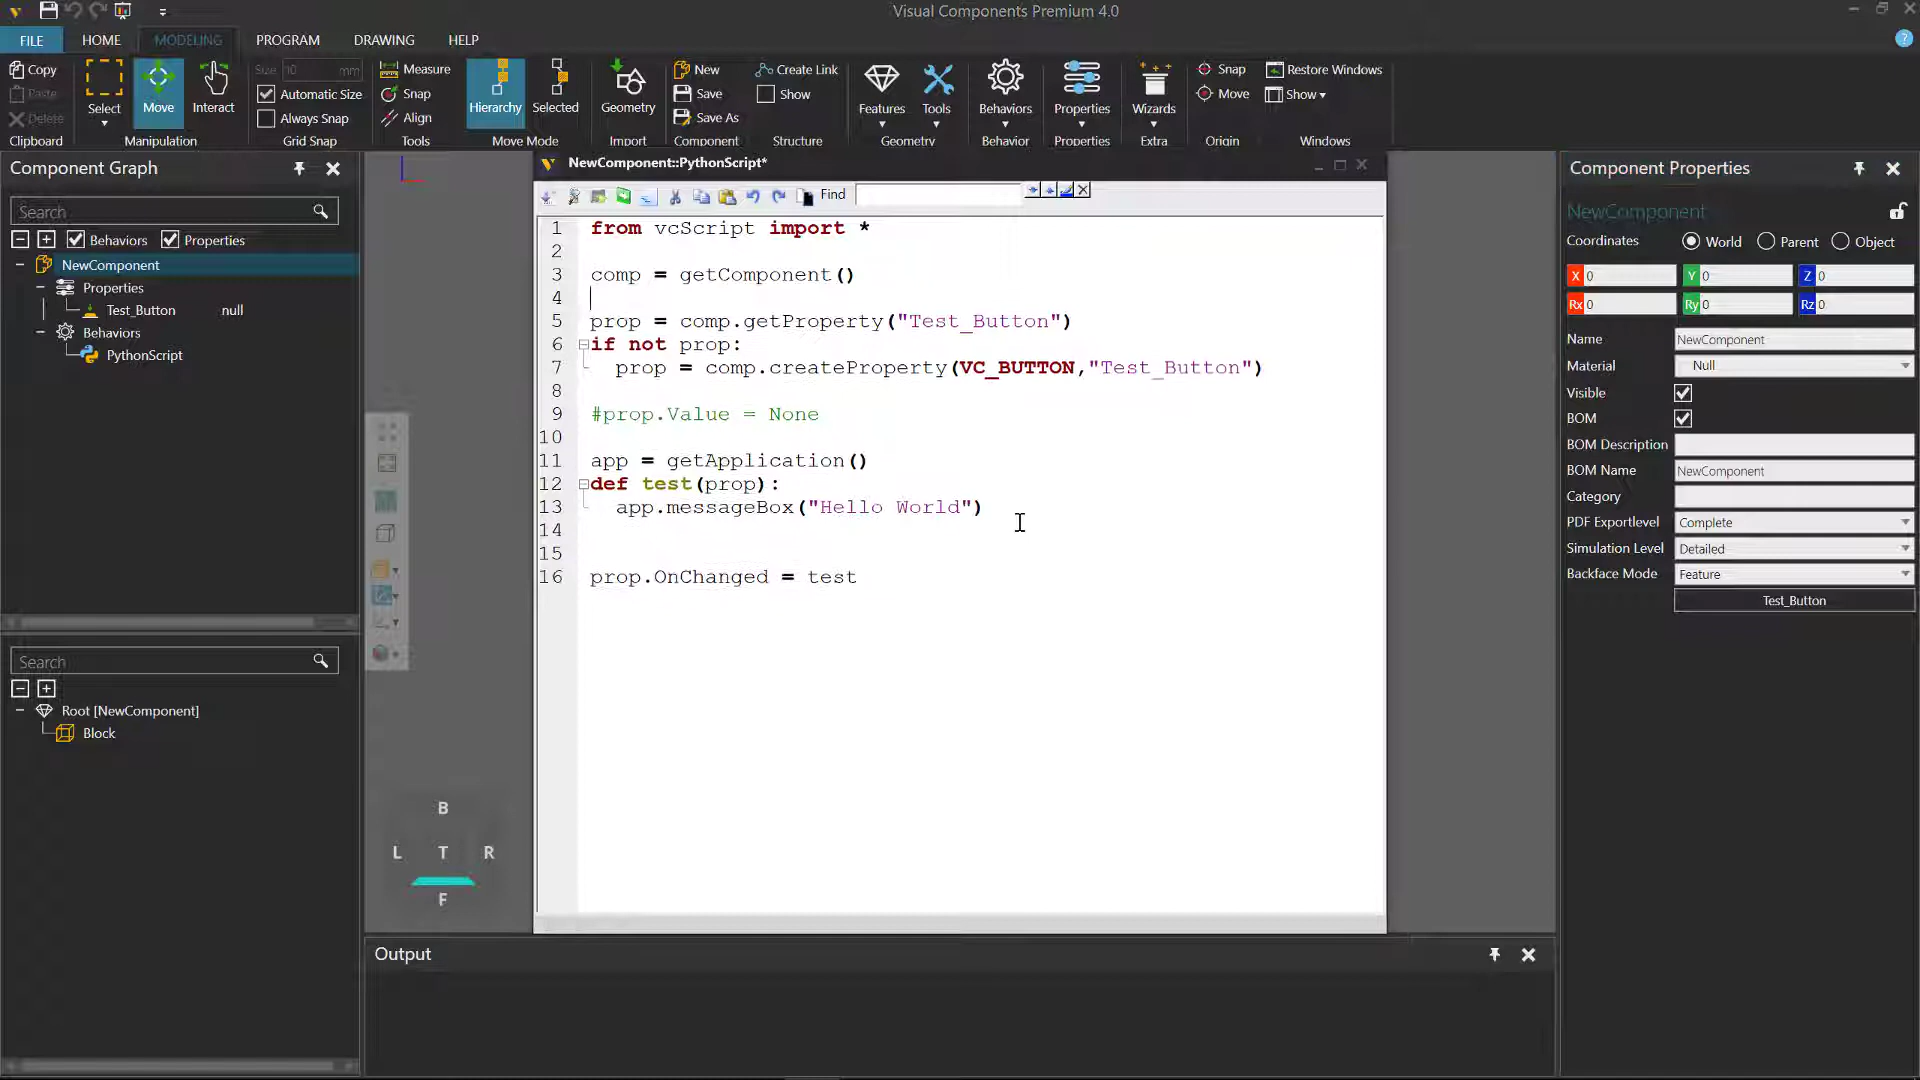 Visual Components Premium 4.0
FILE HOME MODELING PROGRAM DRAWING HELP
Copy
Paste
Delete
Clipboard
Select
Move
Interact
Manipulation
Size 10 mm
Automatic Size
Always Snap
Grid Snap
Measure
Snap
Align
Tools
Hierarchy
Selected
Move Mode
Geometry
Import
New
Save
Save As
Component
Create Link
Show
Structure
Features
Tools
Geometry
Behaviors
Behavior
Properties
Properties
Wizards
Extra
Snap
Move
Origin
Restore Windows
Show
Windows
Component Graph
Search
Behaviors Properties
NewComponent
Properties
Test_Button null
Behaviors
PythonScript
Search
Root [NewComponent]
Block
NewComponent::PythonScript*
Find
1 from vcScript import *
2
3 comp = getComponent()
4
5 prop = comp.getProperty("Test_Button")
6 if not prop:
7 prop = comp.createProperty(VC_BUTTON,"Test_Button")
8
9 #prop.Value = None
10
11 app = getApplication()
12 def test(prop):
13 app.messageBox("Hello World")
14
15
16 prop.OnChanged = test
B
L T R
F
Output
Component Properties
NewComponent
Coordinates World Parent Object
X 0 Y 0 Z 0
Rx 0 Ry 0 Rz 0
Name NewComponent
Material Null
Visible
BOM
BOM Description
BOM Name NewComponent
Category
PDF Exportlevel Complete
Simulation Level Detailed
Backface Mode Feature
Test_Button